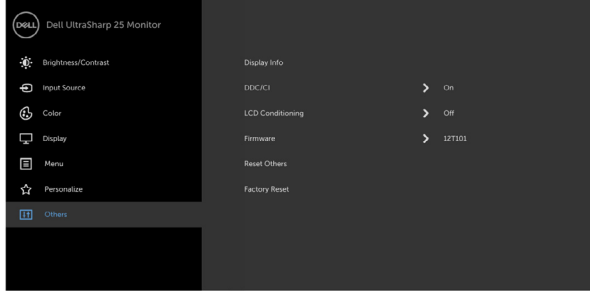 DELL Dell UltraSharp 25 Monitor
Brightness/Contrast Display Info
Input Source DDC/CI On
Color LCD Conditioning Off
Display Firmware 12T101
Menu Reset Others
Personalize Factory Reset
Others